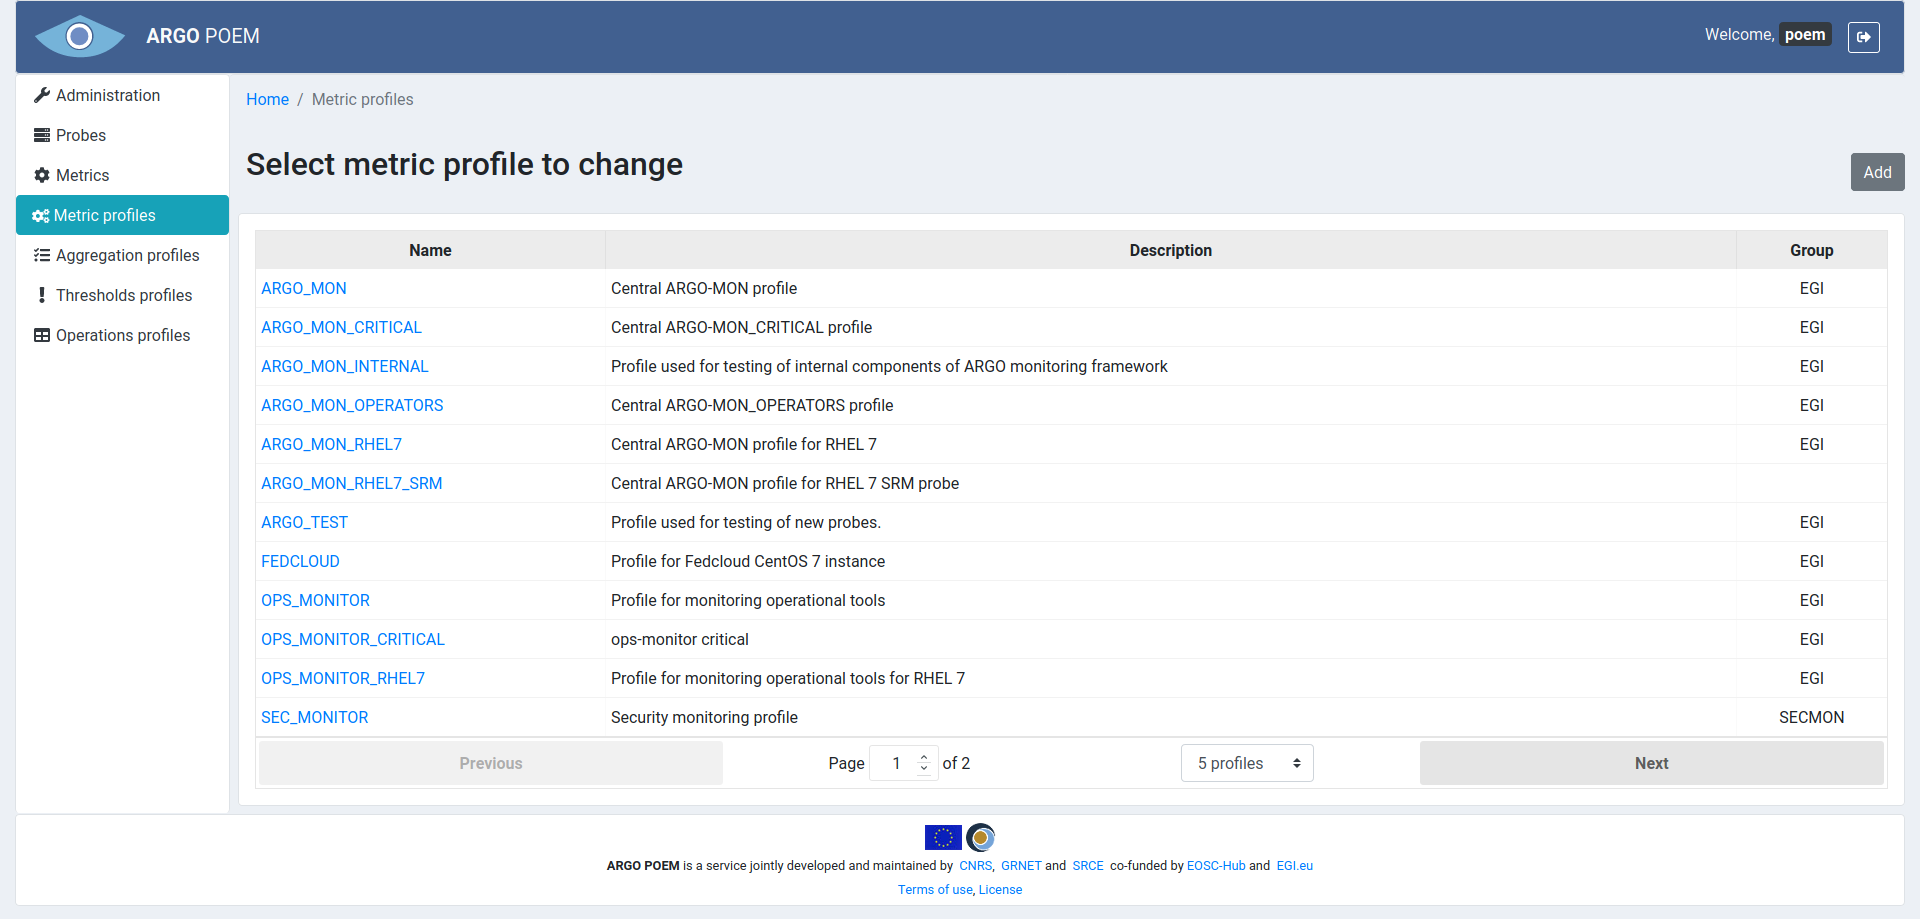 ARGO POEM
Welcome, poem
Administration
Probes
Metrics
Metric profiles
Aggregation profiles
Thresholds profiles
Operations profiles
Home / Metric profiles
Select metric profile to change
Add
Name Description Group
ARGO_MON Central ARGO-MON profile EGI
ARGO_MON_CRITICAL Central ARGO-MON_CRITICAL profile EGI
ARGO_MON_INTERNAL Profile used for testing of internal components of ARGO monitoring framework EGI
ARGO_MON_OPERATORS Central ARGO-MON_OPERATORS profile EGI
ARGO_MON_RHEL7 Central ARGO-MON profile for RHEL 7 EGI
ARGO_MON_RHEL7_SRM Central ARGO-MON profile for RHEL 7 SRM probe
ARGO_TEST Profile used for testing of new probes. EGI
FEDCLOUD Profile for Fedcloud CentOS 7 instance EGI
OPS_MONITOR Profile for monitoring operational tools EGI
OPS_MONITOR_CRITICAL ops-monitor critical EGI
OPS_MONITOR_RHEL7 Profile for monitoring operational tools for RHEL 7 EGI
SEC_MONITOR Security monitoring profile SECMON
Previous Page 1 of 2 5 profiles Next
ARGO POEM is a service jointly developed and maintained by CNRS, GRNET and SRCE co-funded by EOSC-Hub and EGI.eu
Terms of use, License